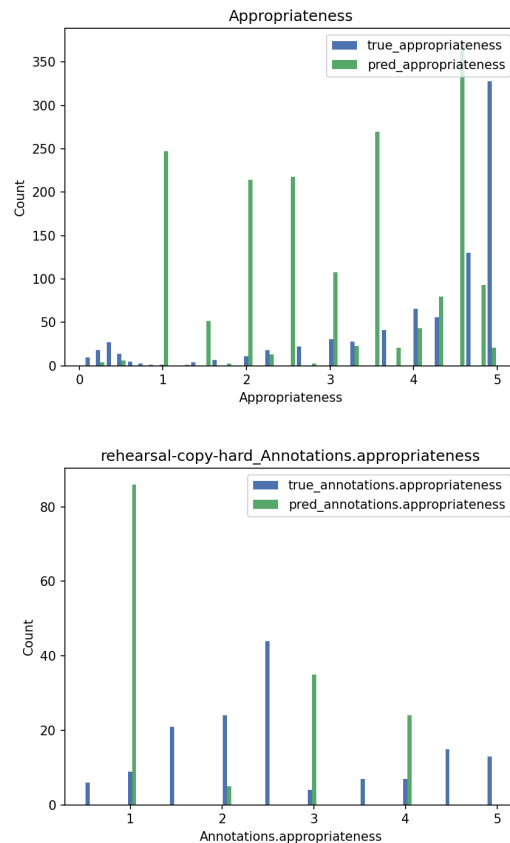 Appropriateness
true_appropriateness
pred_appropriateness
350
300
250
200
150
100
50
0
Count
0 1 2 3 4 5
Appropriateness
rehearsal-copy-hard_Annotations.appropriateness
true_annotations.appropriateness
pred_annotations.appropriateness
80
60
40
20
0
Count
1 2 3 4 5
Annotations.appropriateness